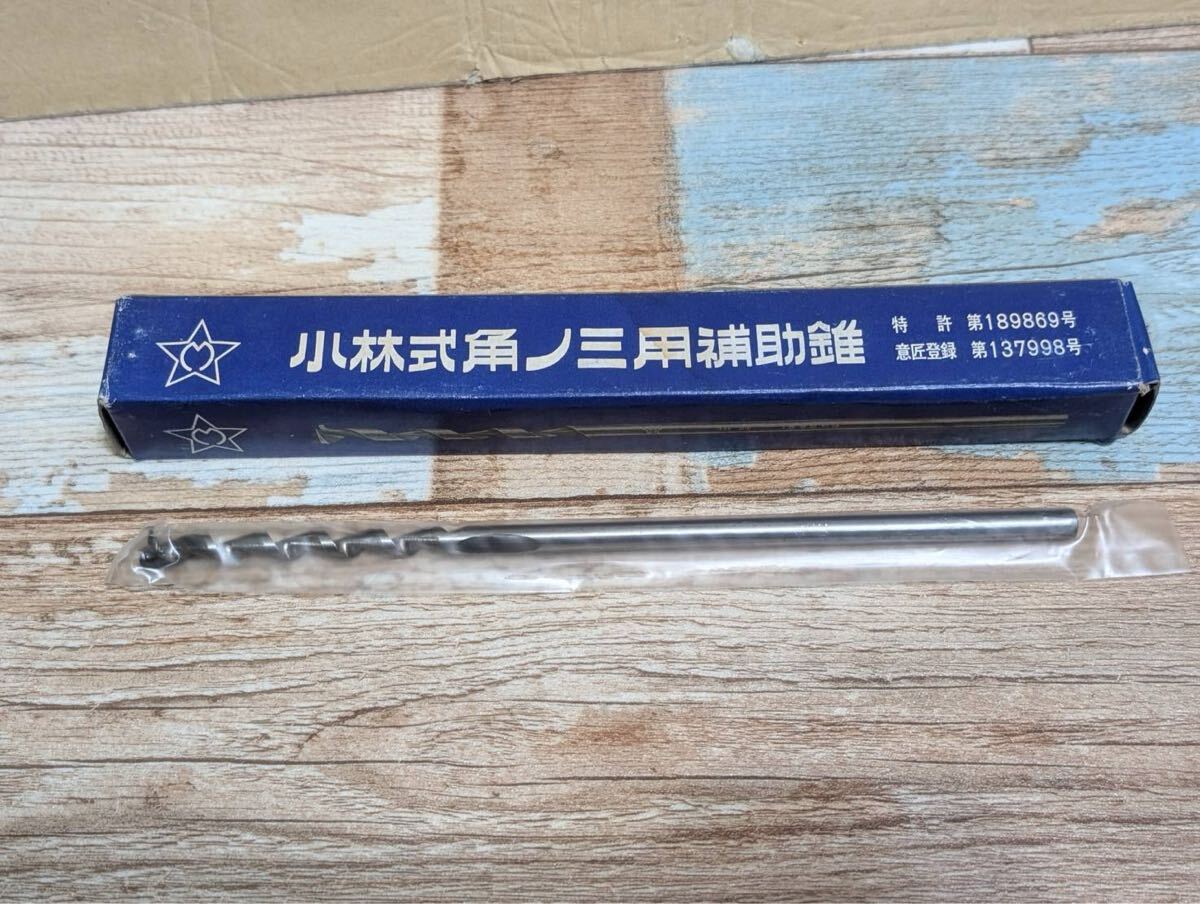 小林式角ノミ用補助錐
特許 第189869号
意匠登録 第137998号